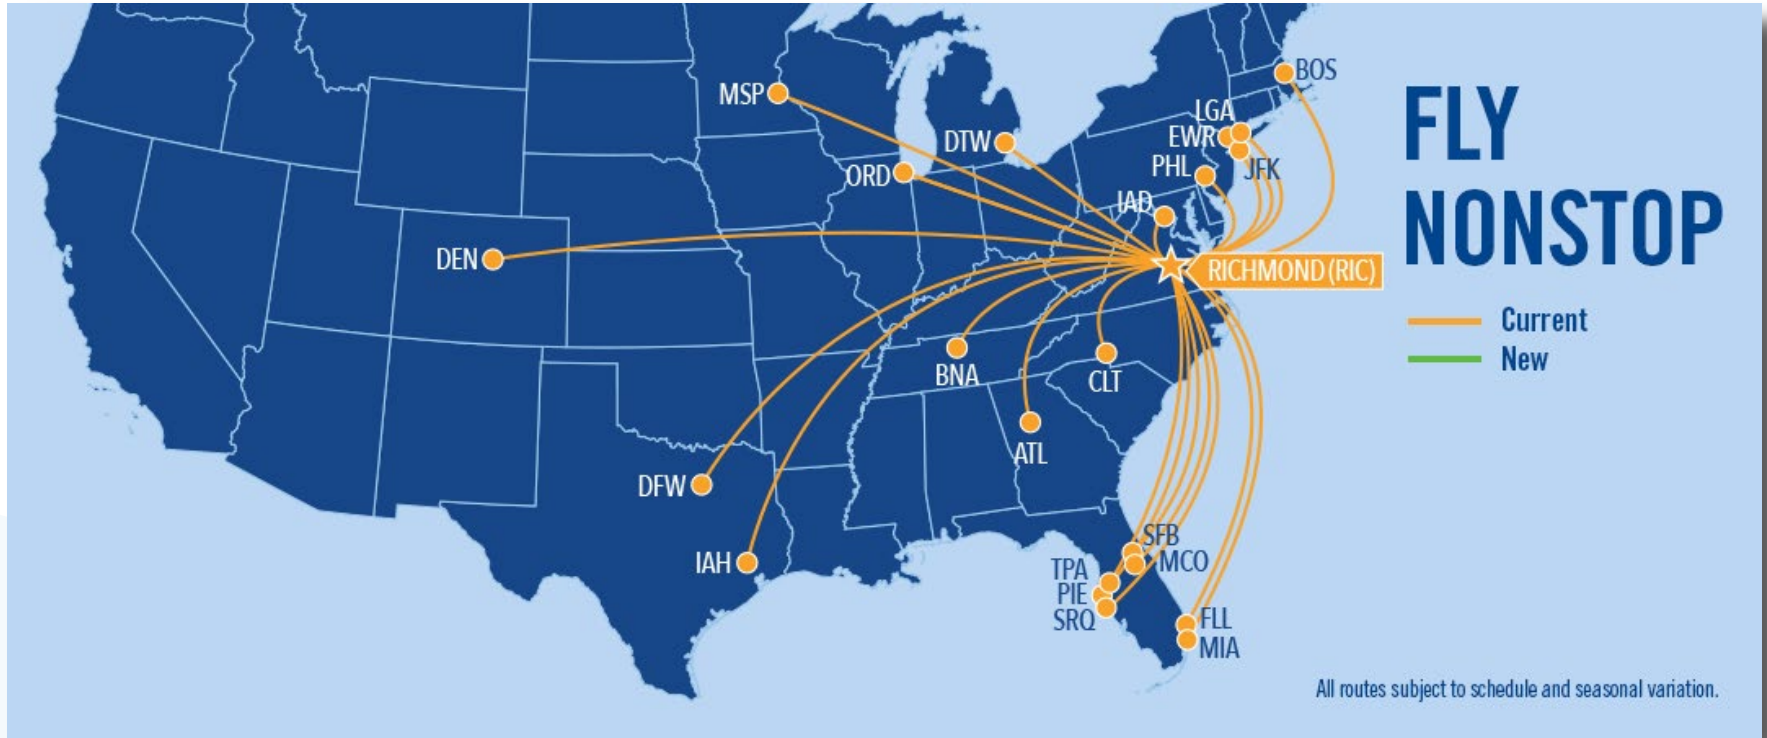 FLY
NONSTOP
Current
New
BOS
MSP
LGA
EWR
DTW
JFK
PHL
ORD
IAD
DEN
RICHMOND (RIC)
BNA
CLT
ATL
DFW
SFB
MCO
IAH
TPA
PIE
SRQ
FLL
MIA
All routes subject to schedule and seasonal variation.